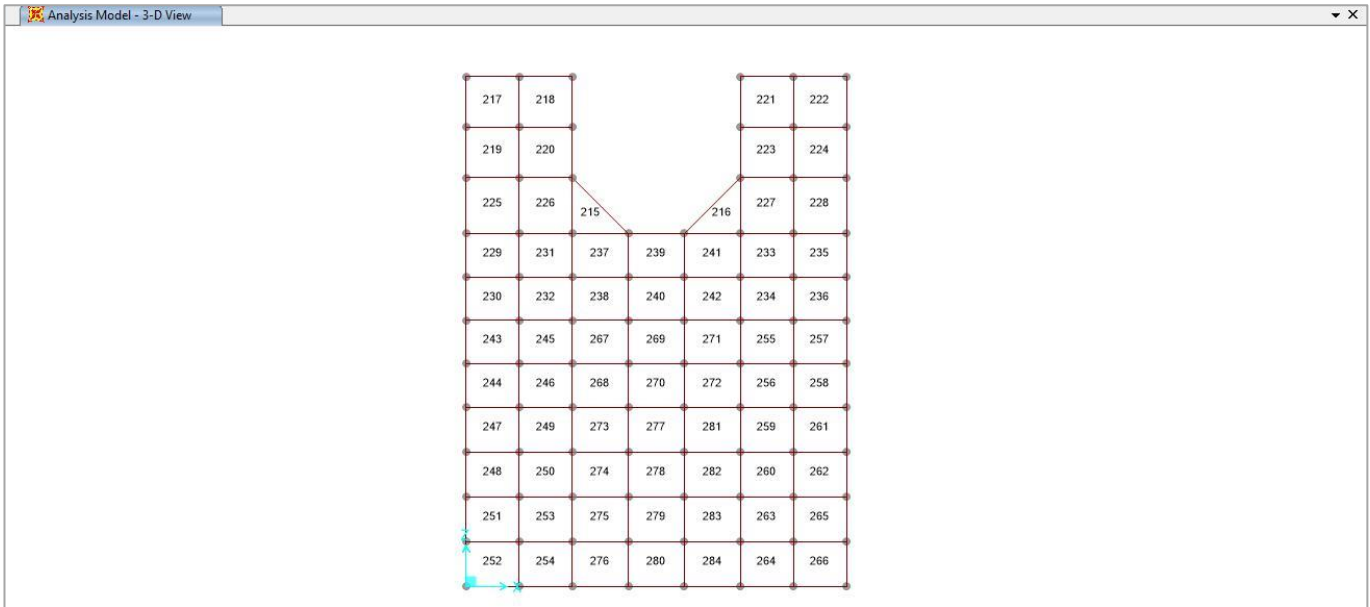 Analysis Model - 3-D View
217 218 221 222
219 220 223 224
225 226 215 216 227 228
229 231 237 239 241 233 235
230 232 238 240 242 234 236
243 245 267 269 271 255 257
244 246 268 270 272 256 258
247 249 273 277 281 259 261
248 250 274 278 282 260 262
251 253 275 279 283 263 265
252 254 276 280 284 264 266
X